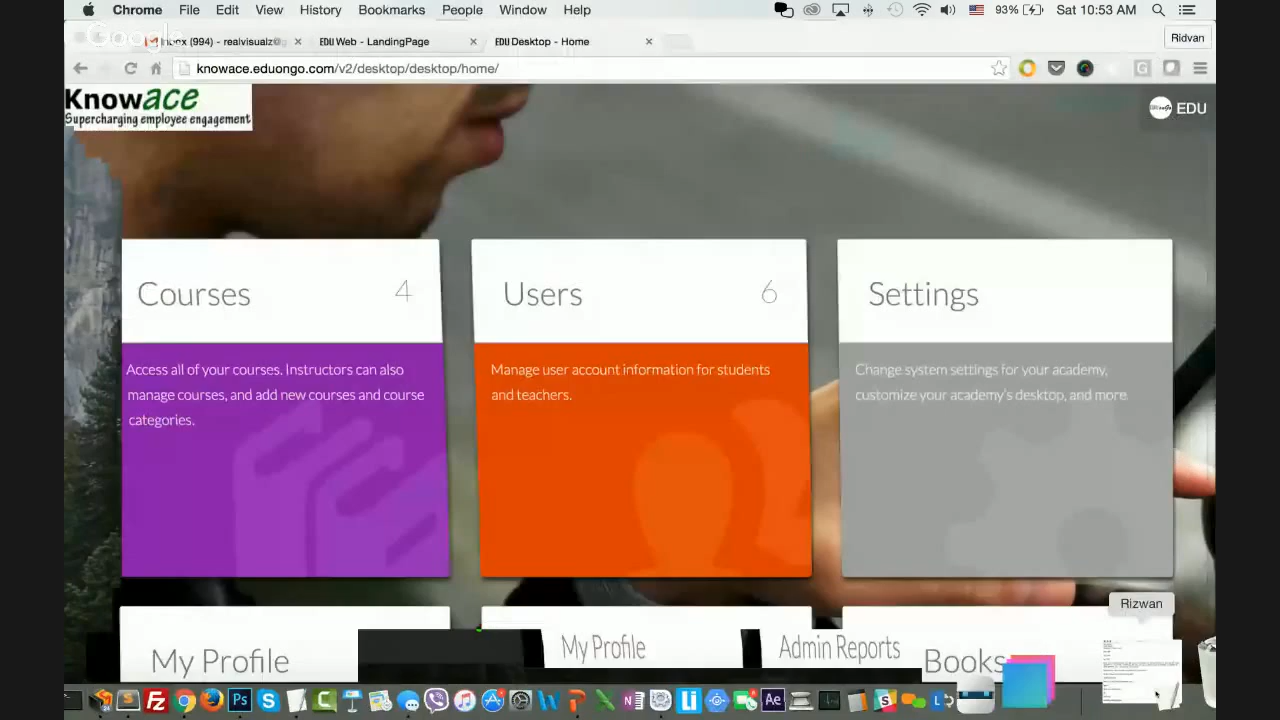 Chrome File Edit View History Bookmarks People Window Help 93% Sat 10:53 AM
Google
Inbox (994) - realvisualz@g × EDU Web - LandingPage × EDU Desktop - Home × Ridvan
knowace.eduongo.com/v2/desktop/desktop/home/
Knowace
Supercharging employee engagement
EDU
Courses 4
Access all of your courses. Instructors can also
manage courses, and add new courses and course
categories.
Users 6
Manage user account information for students
and teachers.
Settings
Change system settings for your academy,
customize your academy's desktop, and more.
Rizwan
My Profile
My Profile
Admin Reports
Books